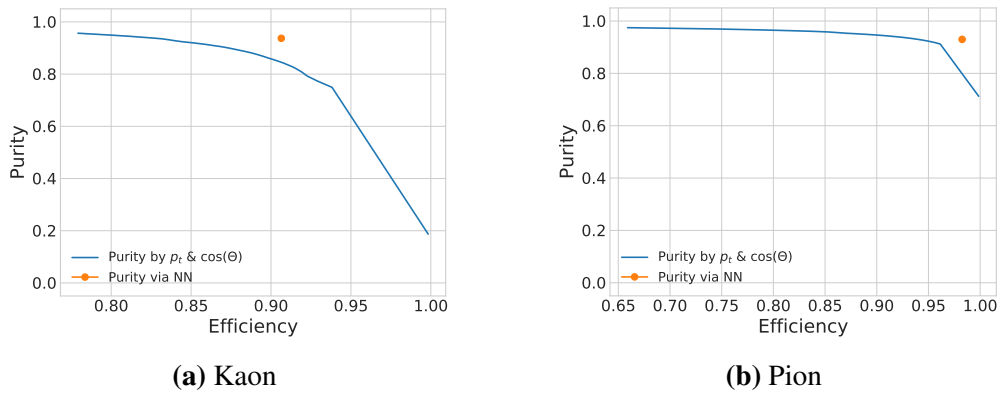 1.0
0.8
0.6
0.4
0.2
0.0
Purity
Purity by pₜ & cos(Θ)
Purity via NN
0.80 0.85 0.90 0.95 1.00
Efficiency
(a) Kaon
1.0
0.8
0.6
0.4
0.2
0.0
Purity
Purity by pₜ & cos(Θ)
Purity via NN
0.65 0.70 0.75 0.80 0.85 0.90 0.95 1.00
Efficiency
(b) Pion